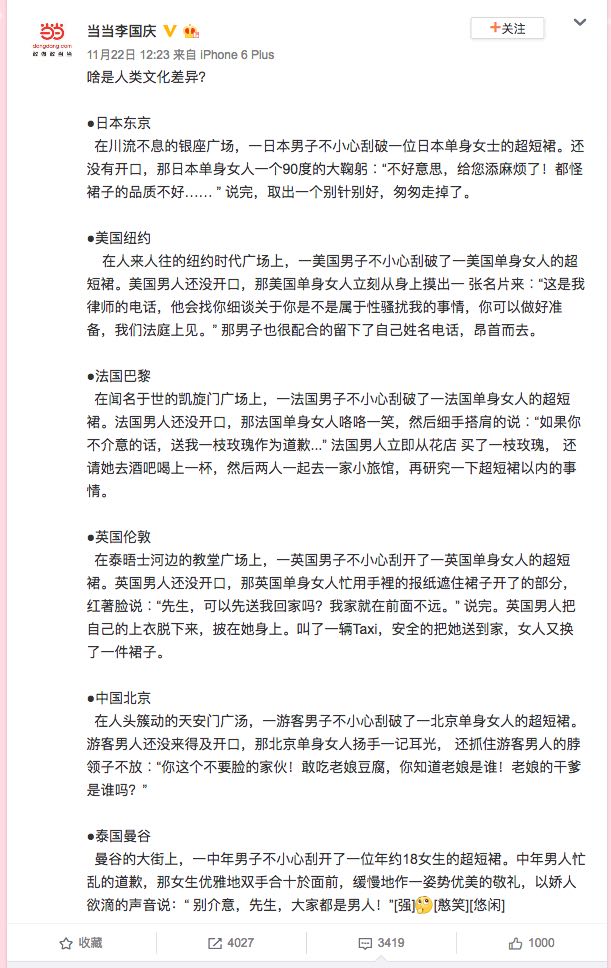 当当李国庆
+关注
当当
dangdang.com
敢做敢当当
11月22日 12:23 来自 iPhone 6 Plus
啥是人类文化差异?
●日本东京
在川流不息的银座广场，一日本男子不小心刮破一位日本单身女士的超短裙。还
没有开口，那日本单身女人一个90度的大鞠躬：“不好意思，给您添麻烦了！都怪
裙子的品质不好…… ” 说完，取出一个别针别好，匆匆走掉了。
●美国纽约
在人来人往的纽约时代广场上，一美国男子不小心刮破了一美国单身女人的超
短裙。美国男人还没开口，那美国单身女人立刻从身上摸出一 张名片来：“这是我
律师的电话，他会找你细谈关于你是不是属于性骚扰我的事情，你可以做好准
备，我们法庭上见。” 那男子也很配合的留下了自己姓名电话，昂首而去。
●法国巴黎
在闻名于世的凯旋门广场上，一法国男子不小心刮破了一法国单身女人的超短
裙。法国男人还没开口，那法国单身女人咯咯一笑，然后细手搭肩的说：“如果你
不介意的话，送我一枝玫瑰作为道歉...” 法国男人立即从花店 买了一枝玫瑰， 还
请她去酒吧喝上一杯，然后两人一起去一家小旅馆，再研究一下超短裙以内的事
情。
●英国伦敦
在泰晤士河边的教堂广场上，一英国男子不小心刮开了一英国单身女人的超短
裙。英国男人还没开口，那英国单身女人忙用手裡的报纸遮住裙子开了的部分，
红著脸说：“先生，可以先送我回家吗？我家就在前面不远。” 说完。英国男人把
自己的上衣脱下来，披在她身上。叫了一辆Taxi，安全的把她送到家，女人又换
了一件裙子。
●中国北京
在人头簇动的天安门广汤，一游客男子不小心刮破了一北京单身女人的超短裙。
游客男人还没来得及开口，那北京单身女人扬手一记耳光， 还抓住游客男人的脖
领子不放：“你这个不要脸的家伙！敢吃老娘豆腐，你知道老娘是谁！老娘的干爹
是谁吗？”
●泰国曼谷
曼谷的大街上，一中年男子不小心刮开了一位年约18女生的超短裙。中年男人忙
乱的道歉，那女生优雅地双手合十於面前，缓慢地作一姿势优美的敬礼，以娇人
欲滴的声音说：“ 别介意，先生，大家都是男人！”[强]🤔[憨笑][悠闲]
收藏
4027
3419
1000